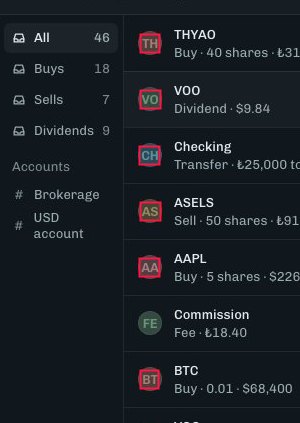 All 46
Buys 18
Sells 7
Dividends 9
Accounts
# Brokerage
# USD account
TH
THYAO
Buy · 40 shares · ₺31
VO
VOO
Dividend · $9.84
CH
Checking
Transfer · ₺25,000 to
AS
ASELS
Sell · 50 shares · ₺91
AA
AAPL
Buy · 5 shares · $226
FE
Commission
Fee · ₺18.40
BT
BTC
Buy · 0.01 · $68,400